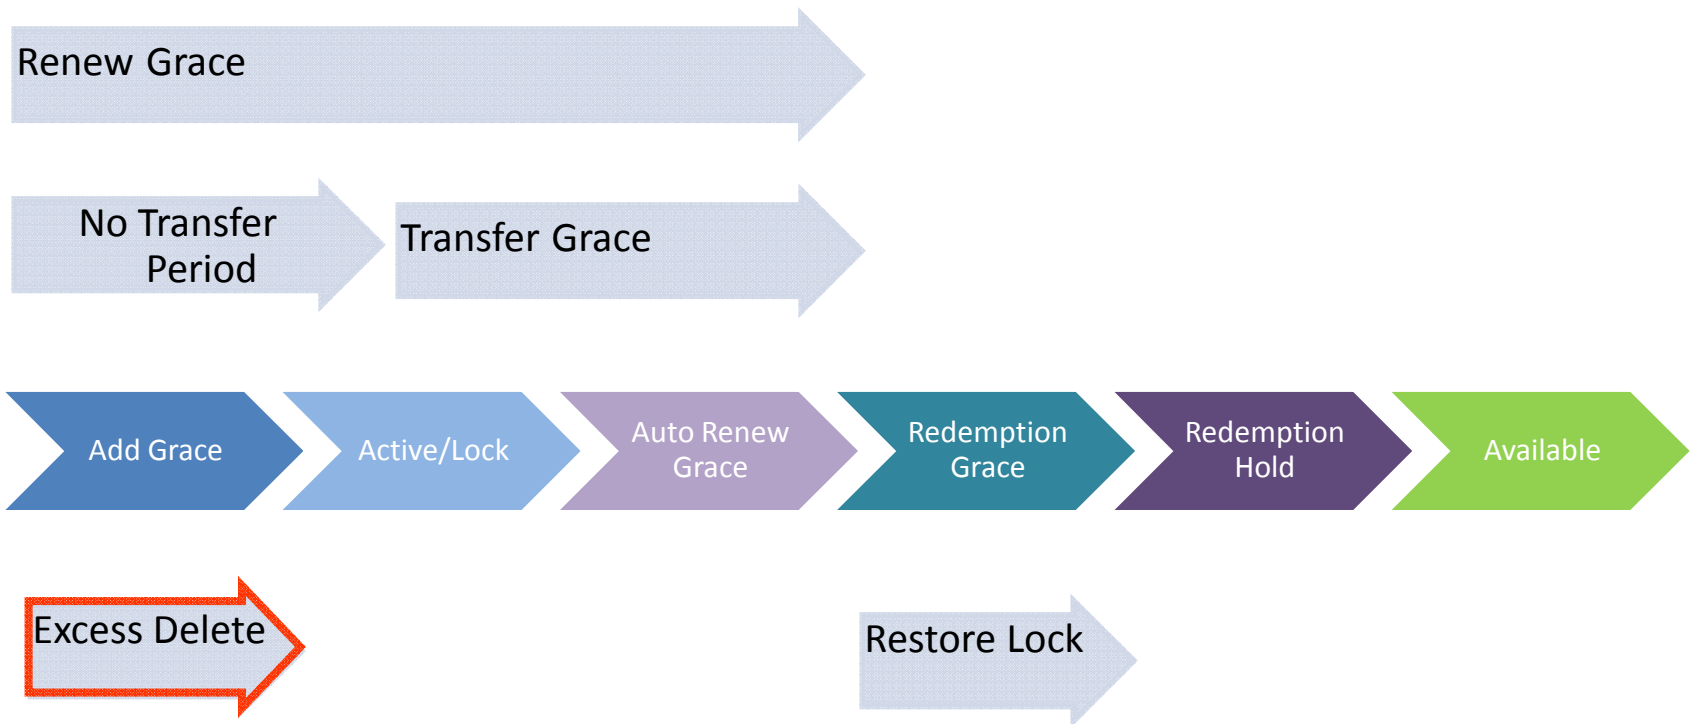 Renew Grace
No Transfer
Period
Transfer Grace
Add Grace
Active/Lock
Auto Renew
Grace
Redemption
Grace
Redemption
Hold
Available
Excess Delete
Restore Lock